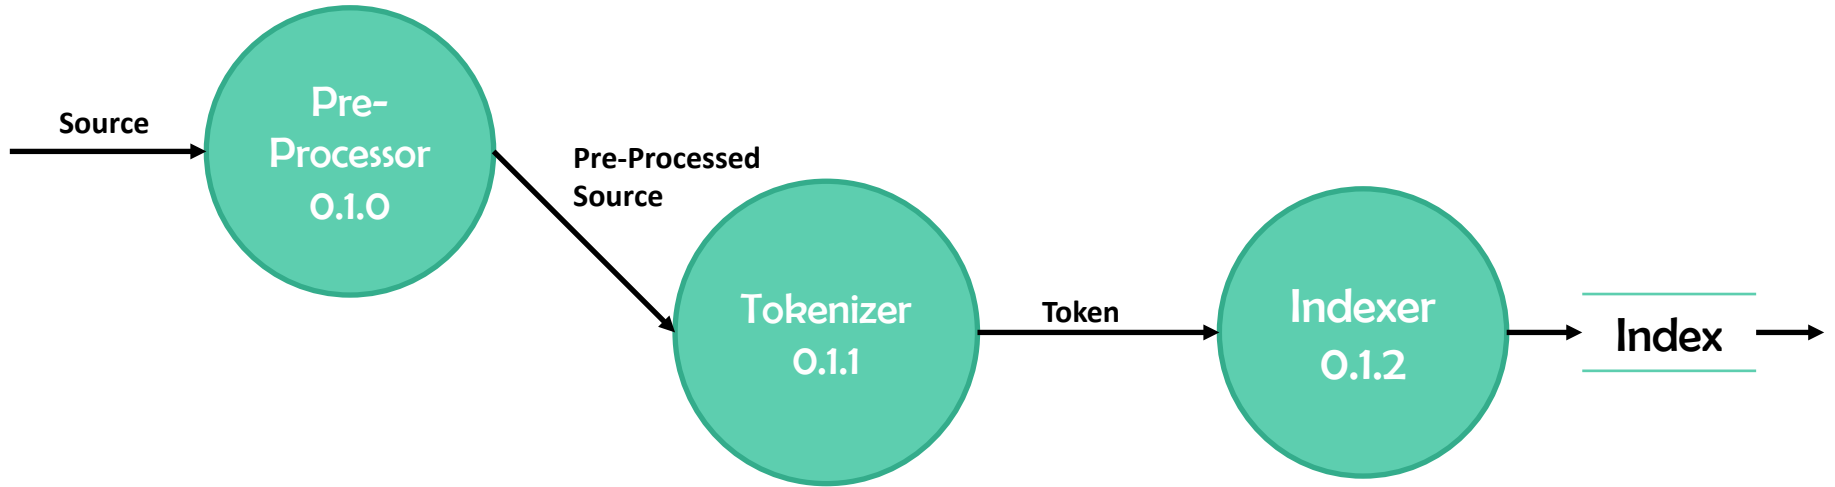 Source
Pre-
Processor
0.1.0
Pre-Processed
Source
Tokenizer
0.1.1
Token
Indexer
0.1.2
Index